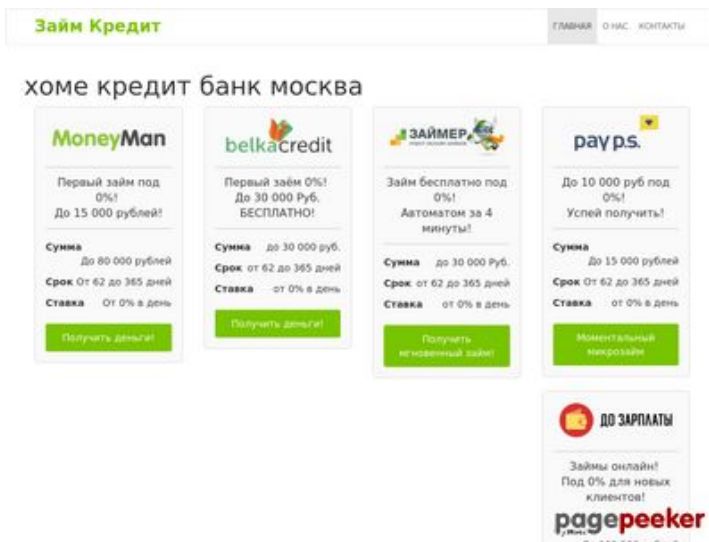 Займ Кредит
ГЛАВНАЯ О НАС КОНТАКТЫ
хоме кредит банк москва
MoneyMan
Первый займ под
0%!
До 15 000 рублей!
Сумма
До 80 000 рублей
Срок От 62 до 365 дней
Ставка От 0% в день
Получить деньги!
belkacredit
Первый заём 0%!
До 30 000 Руб.
БЕСПЛАТНО!
Сумма до 30 000 руб.
Срок от 62 до 365 дней
Ставка от 0% в день
Получить деньги!
ЗАЙМЕР
Займ бесплатно под
0%!
Автоматом за 4
минуты!
Сумма до 30 000 Руб.
Срок от 62 до 365 дней
Ставка от 0% в день
Получить
мгновенный займ!
pay p.s.
До 10 000 руб под
0%!
Успей получить!
Сумма
До 15 000 рублей
Срок От 62 до 365 дней
Ставка От 0% в день
Моментальный
микрозайм
ДО ЗАРПЛАТЫ
Займы онлайн!
Под 0% для новых
клиентов!
pagepeeker